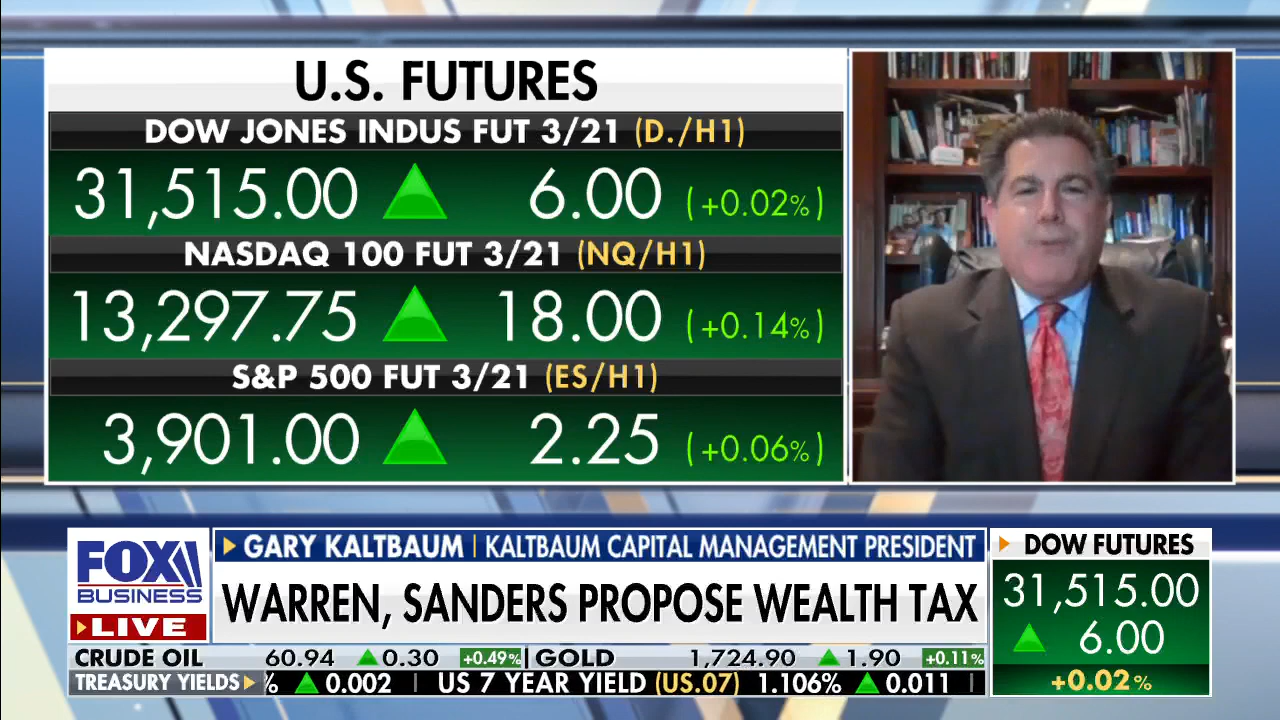 U.S. FUTURES
DOW JONES INDUS FUT 3/21 (D./H1)
31,515.00 6.00 (+0.02%)
NASDAQ 100 FUT 3/21 (NQ/H1)
13,297.75 18.00 (+0.14%)
S&P 500 FUT 3/21 (ES/H1)
3,901.00 2.25 (+0.06%)
FOX
BUSINESS
LIVE
GARY KALTBAUM | KALTBAUM CAPITAL MANAGEMENT PRESIDENT
WARREN, SANDERS PROPOSE WEALTH TAX
DOW FUTURES
31,515.00
6.00
+0.02%
CRUDE OIL 60.94 0.30 +0.49% | GOLD 1,724.90 1.90 +0.11%
TREASURY YIELDS % 0.002 | US 7 YEAR YIELD (US.07) 1.106% 0.011 |